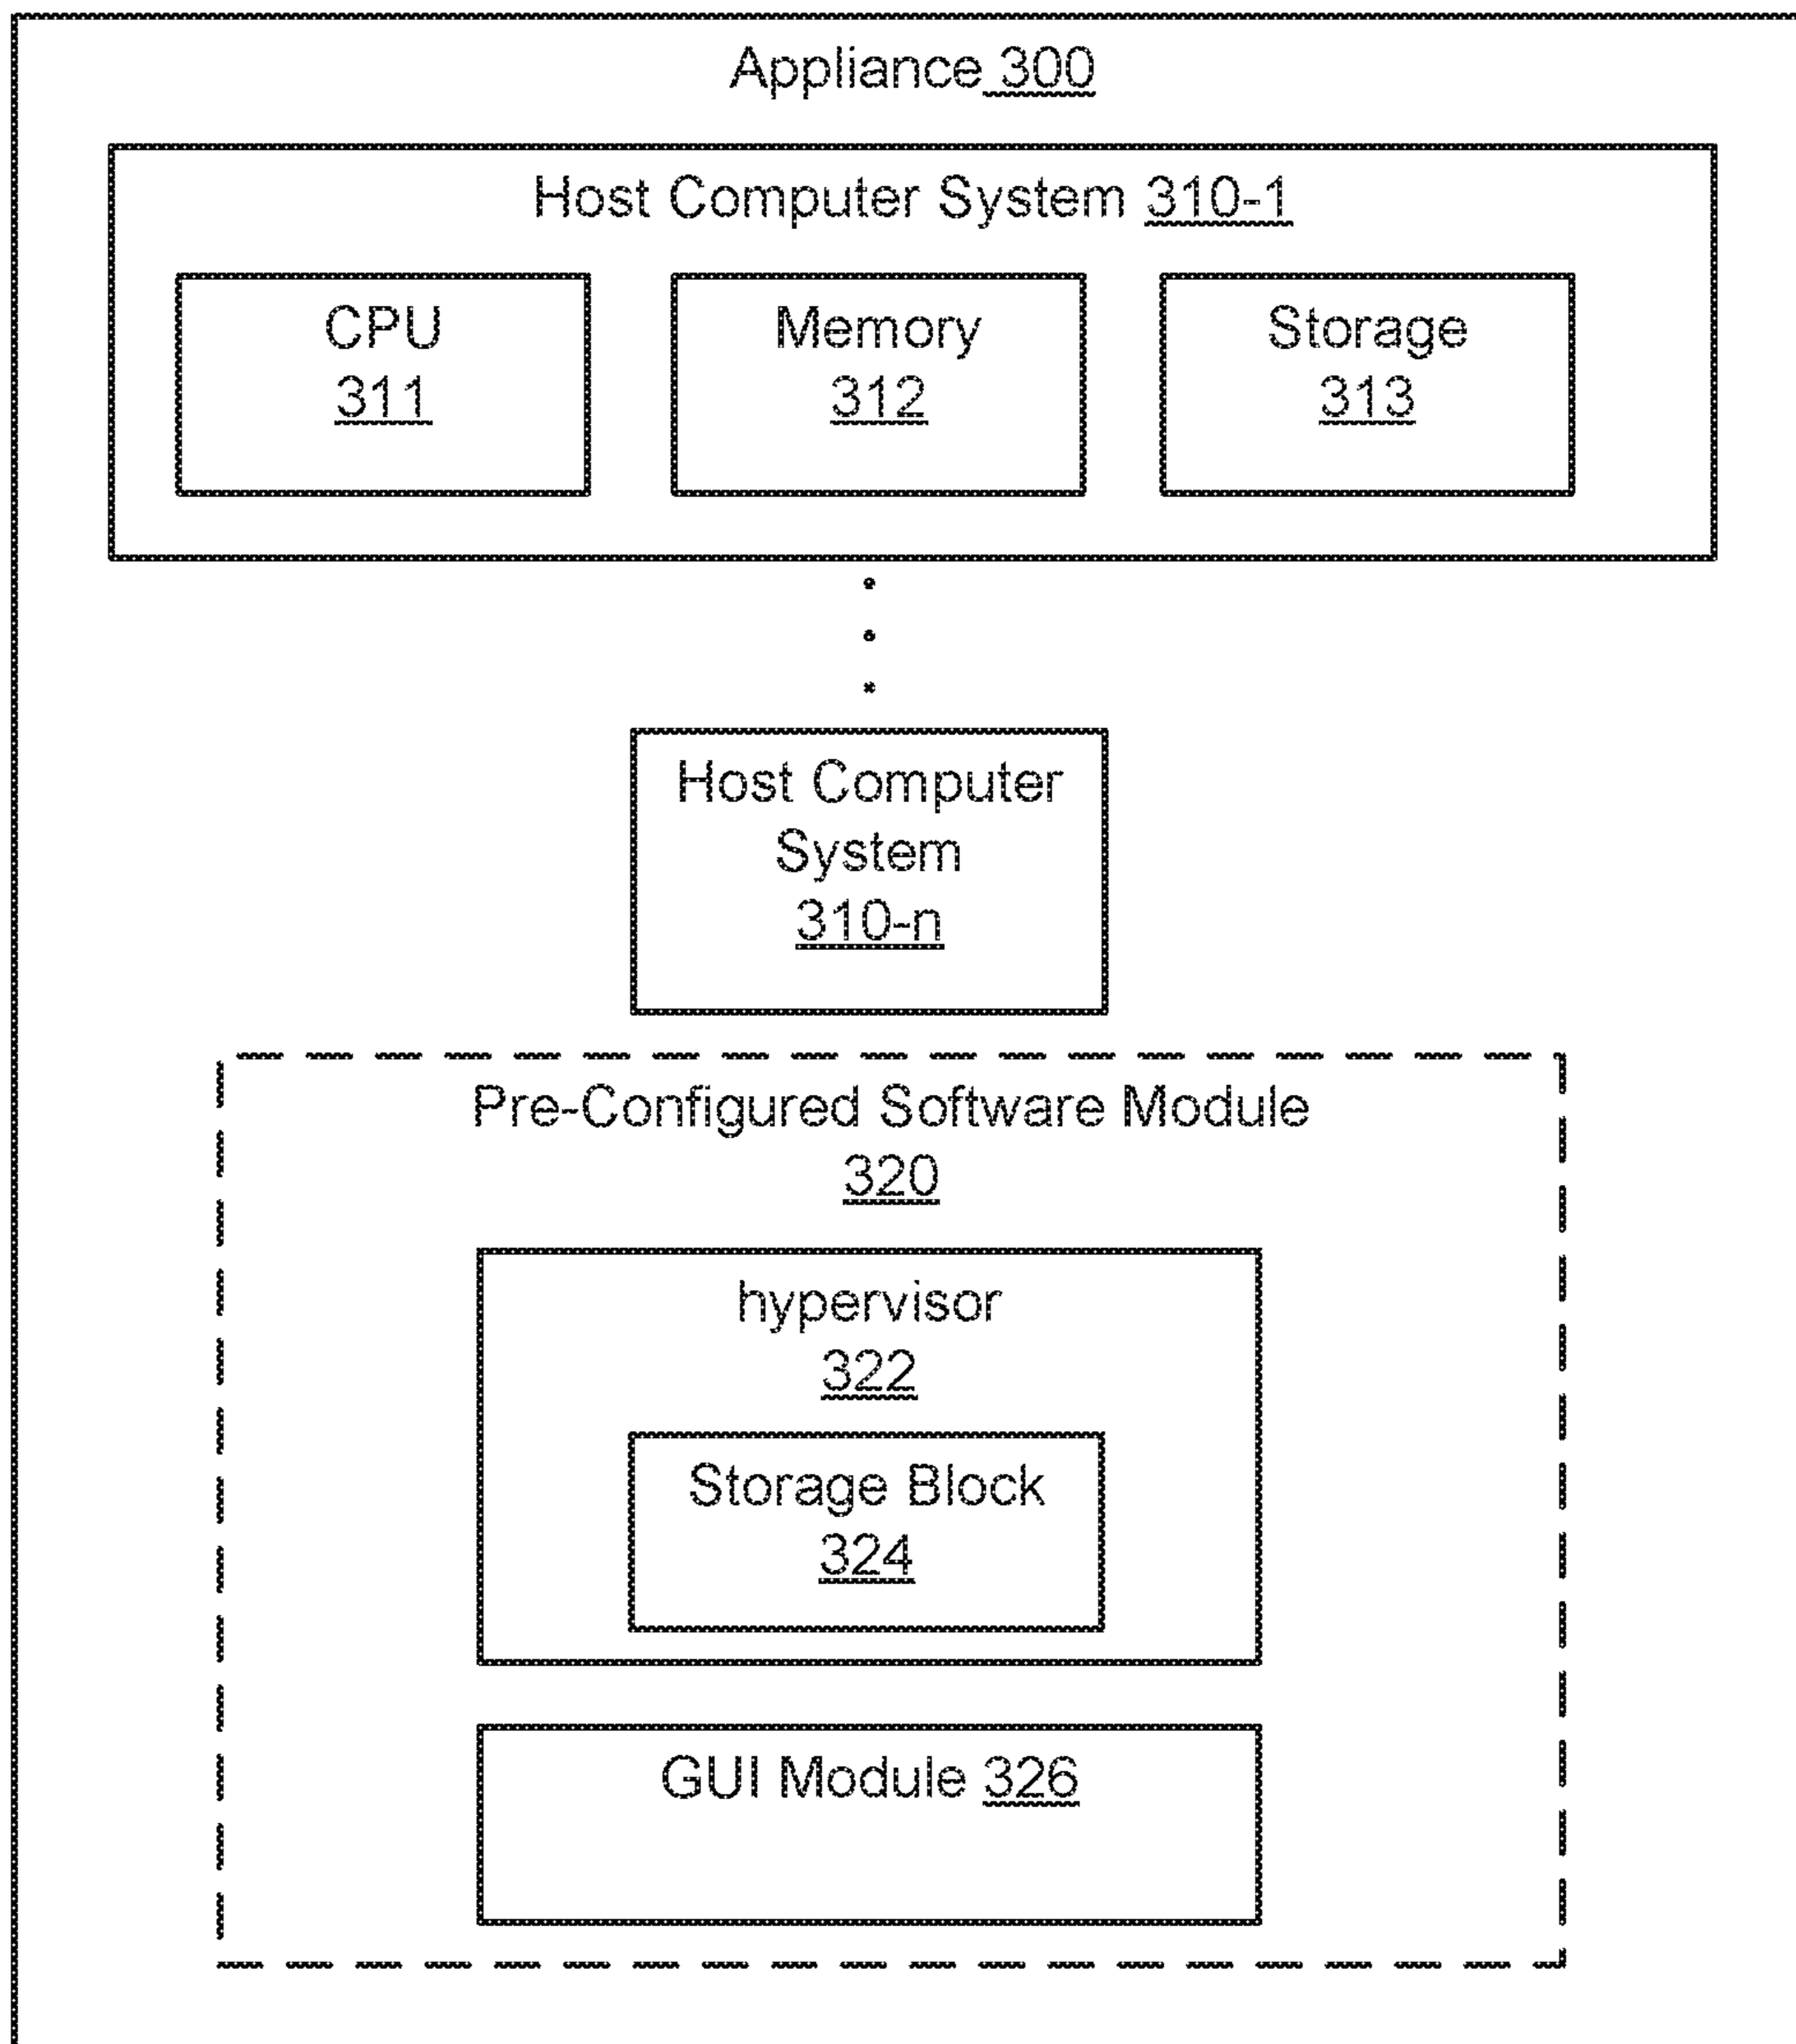 Appliance 300
Host Computer System 310-1
CPU
311
Memory
312
Storage
313
Host Computer
System
310-n
Pre-Configured Software Module
320
hypervisor
322
Storage Block
324
GUI Module 326